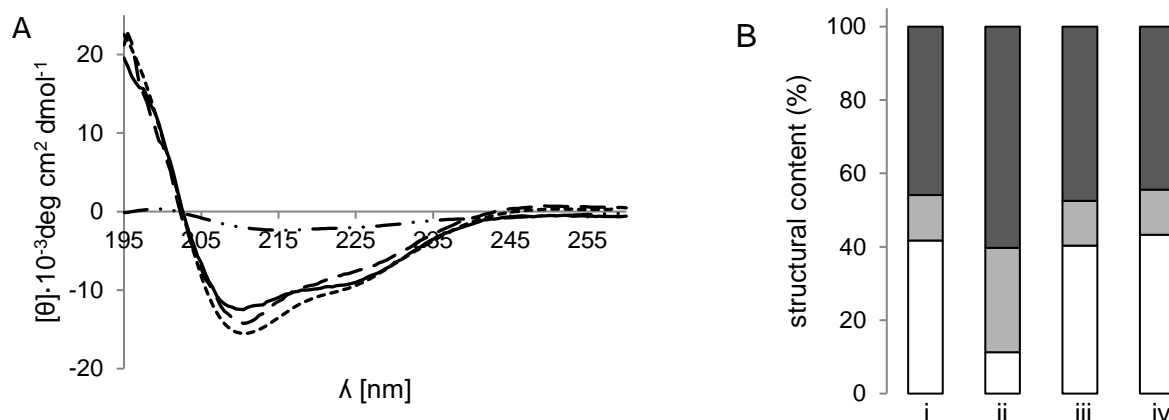 A
[θ]·10⁻³deg cm² dmol⁻¹
20
10
0
-10
-20
195
205
215
225
235
245
255
ʎ [nm]
B
structural content (%)
100
80
60
40
20
0
i
ii
iii
iv